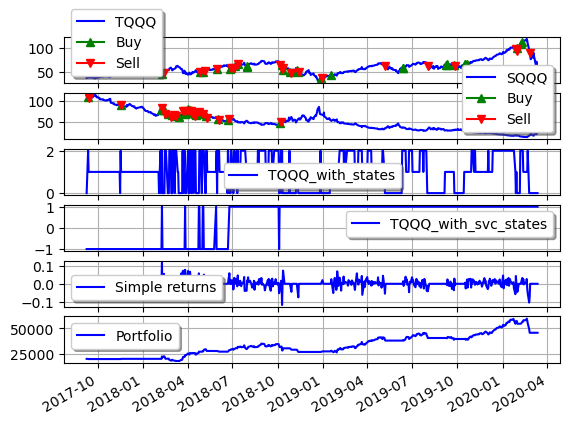 TQQQ
Buy
Sell
100
50
SQQQ
Buy
Sell
100
50
2
0
TQQQ_with_states
1
0
−1
TQQQ_with_svc_states
0.1
0.0
−0.1
Simple returns
50000
25000
Portfolio
2017-10
2018-01
2018-04
2018-07
2018-10
2019-01
2019-04
2019-07
2019-10
2020-01
2020-04